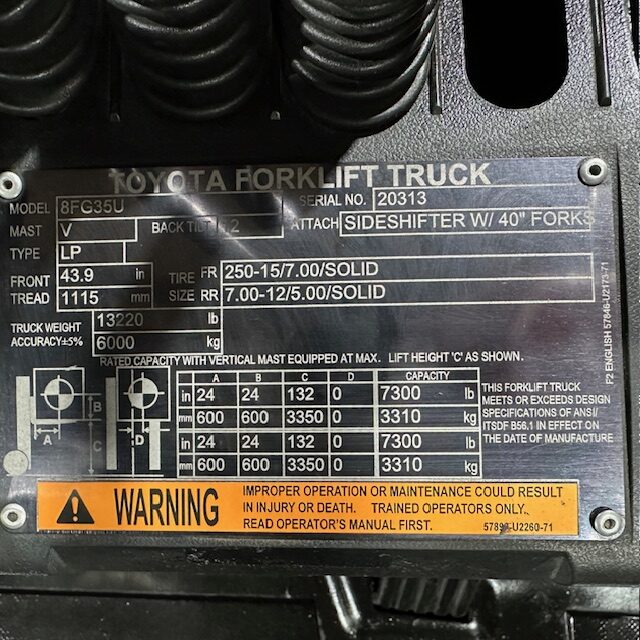 TOYOTA FORKLIFT TRUCK
MODEL 8FG35U SERIAL NO. 20313
MAST V BACK TILT 12 ATTACH SIDESHIFTER W/ 40" FORKS
TYPE LP
FRONT TREAD 43.9 in TIRE SIZE FR 250-15/7.00/SOLID
1115 mm RR 7.00-12/5.00/SOLID
TRUCK WEIGHT 13220 lb
ACCURACY±5% 6000 kg
RATED CAPACITY WITH VERTICAL MAST EQUIPPED AT MAX. LIFT HEIGHT 'C' AS SHOWN.
A B C D CAPACITY
in 24 24 132 0 7300 lb
mm 600 600 3350 0 3310 kg
in 24 24 132 0 7300 lb
mm 600 600 3350 0 3310 kg
A B C D
THIS FORKLIFT TRUCK
MEETS OR EXCEEDS DESIGN
SPECIFICATIONS OF ANSI/
ITSDF B56.1 IN EFFECT ON
THE DATE OF MANUFACTURE
F2 ENGLISH 57846-U2173-71
WARNING
IMPROPER OPERATION OR MAINTENANCE COULD RESULT
IN INJURY OR DEATH. TRAINED OPERATORS ONLY.
READ OPERATOR'S MANUAL FIRST.